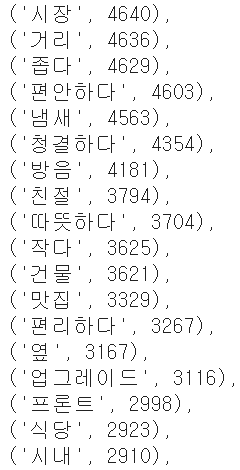 ('시장', 4640),
('거리', 4636),
('좁다', 4629),
('편안하다', 4603),
('냄새', 4563),
('청결하다', 4354),
('방음', 4181),
('친절', 3794),
('따뜻하다', 3704),
('작다', 3625),
('건물', 3621),
('맛집', 3329),
('편리하다', 3267),
('옆', 3167),
('업그레이드', 3116),
('프론트', 2998),
('식당', 2923),
('시내', 2910),